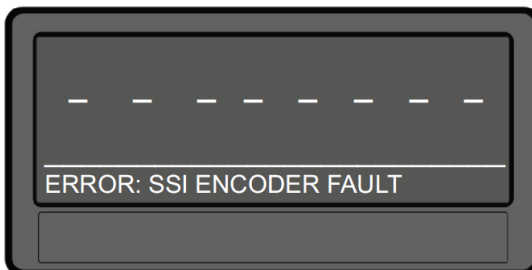 – – – – – – – –
ERROR: SSI ENCODER FAULT